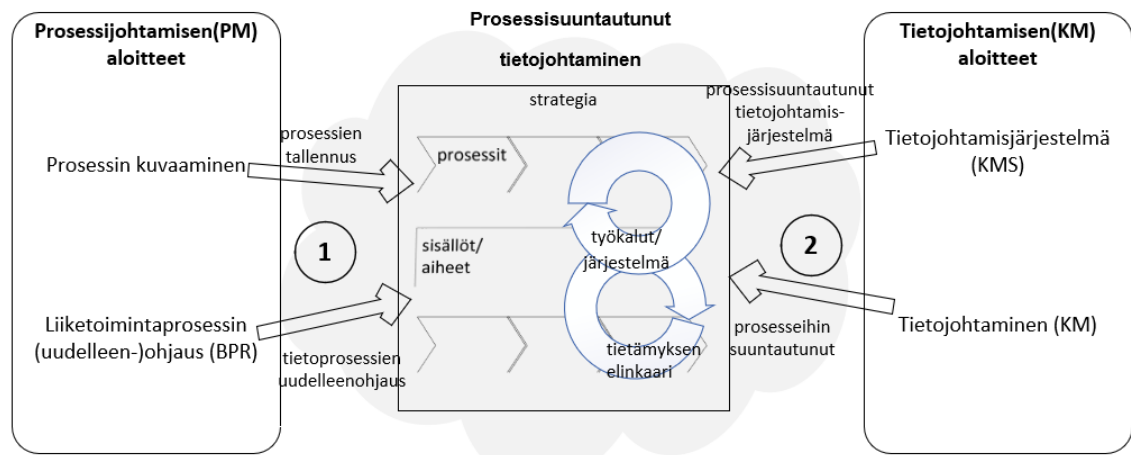 Prosessijohtamisen(PM)
aloitteet
Prosessin kuvaaminen
Liiketoimintaprosessin
(uudelleen-)ohjaus (BPR)
prosessien
tallennus
1
tietoprosessien
uudelleenohjaus
Prosessisuuntautunut
tietojohtaminen
strategia
prosessit
sisällöt/
aiheet
työkalut/
järjestelmä
tietämyksen
elinkaari
prosessisuuntautunut
tietojohtamis-
järjestelmä
2
prosesseihin
suuntautunut
Tietojohtamisen(KM)
aloitteet
Tietojohtamisjärjestelmä
(KMS)
Tietojohtaminen (KM)